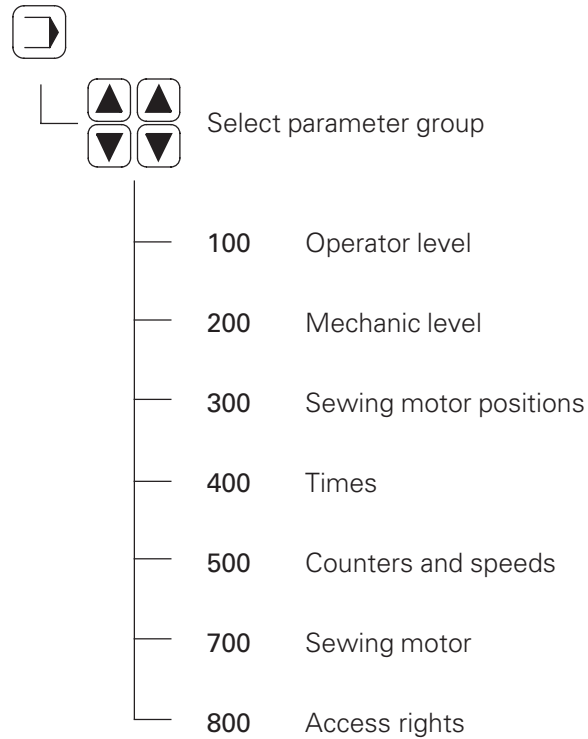 Select parameter group
100 Operator level
200 Mechanic level
300 Sewing motor positions
400 Times
500 Counters and speeds
700 Sewing motor
800 Access rights